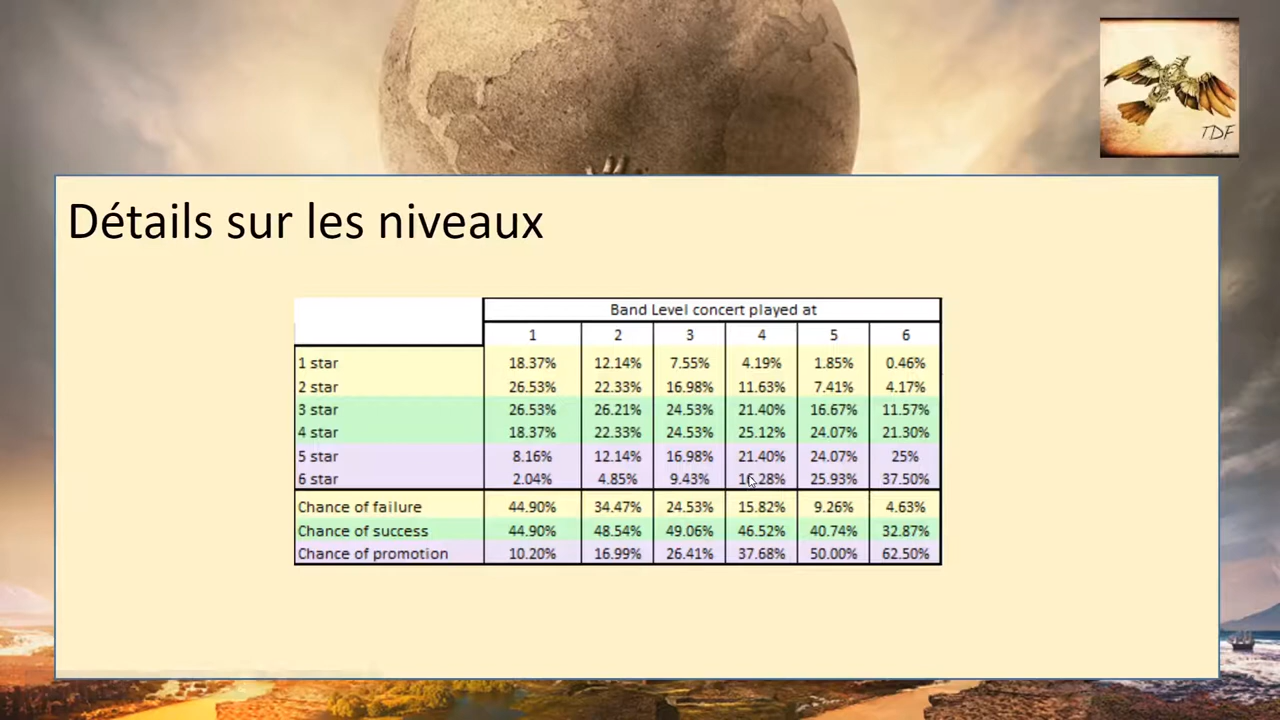 TDF
Détails sur les niveaux
Band Level concert played at
1 2 3 4 5 6
1 star 18.37% 12.14% 7.55% 4.19% 1.85% 0.46%
2 star 26.53% 22.33% 16.98% 11.63% 7.41% 4.17%
3 star 26.53% 26.21% 24.53% 21.40% 16.67% 11.57%
4 star 18.37% 22.33% 24.53% 25.12% 24.07% 21.30%
5 star 8.16% 12.14% 16.98% 21.40% 24.07% 25%
6 star 2.04% 4.85% 9.43% 16.28% 25.93% 37.50%
Chance of failure 44.90% 34.47% 24.53% 15.82% 9.26% 4.63%
Chance of success 44.90% 48.54% 49.06% 46.52% 40.74% 32.87%
Chance of promotion 10.20% 16.99% 26.41% 37.68% 50.00% 62.50%